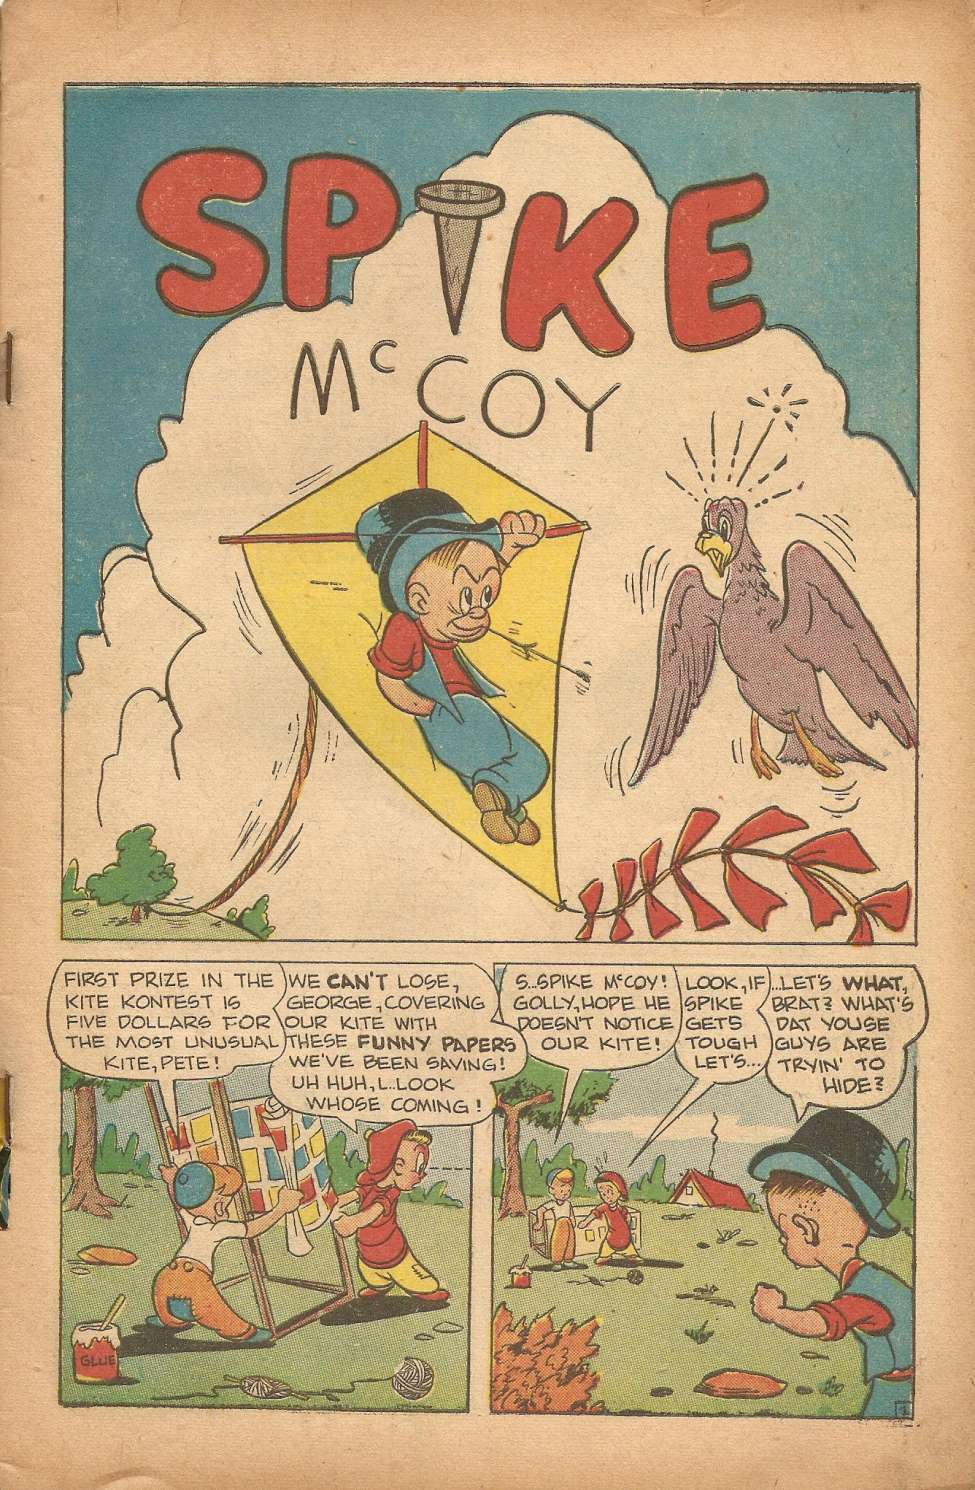 SPIKE
McCOY
FIRST PRIZE IN THE
KITE KONTEST IS
FIVE DOLLARS FOR
THE MOST UNUSUAL
KITE, PETE!
WE CAN'T LOSE,
GEORGE, COVERING
OUR KITE WITH
THESE FUNNY PAPERS
WE'VE BEEN SAVING!
UH HUH, L..LOOK
WHOSE COMING!
GLUE
S..SPIKE McCOY!
GOLLY, HOPE HE
DOESN'T NOTICE
OUR KITE!
LOOK, IF
SPIKE
GETS
TOUGH
LET'S...
...LET'S WHAT,
BRAT? WHAT'S
DAT YOUSE
GUYS ARE
TRYIN' TO
HIDE?
1